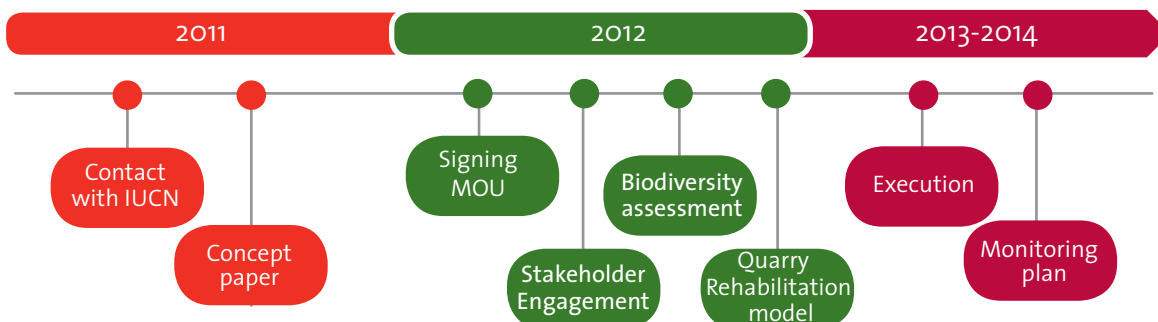 2011
2012
2013-2014
Contact
with IUCN
Concept
paper
Signing
MOU
Stakeholder
Engagement
Biodiversity
assessment
Quarry
Rehabilitation
model
Execution
Monitoring
plan